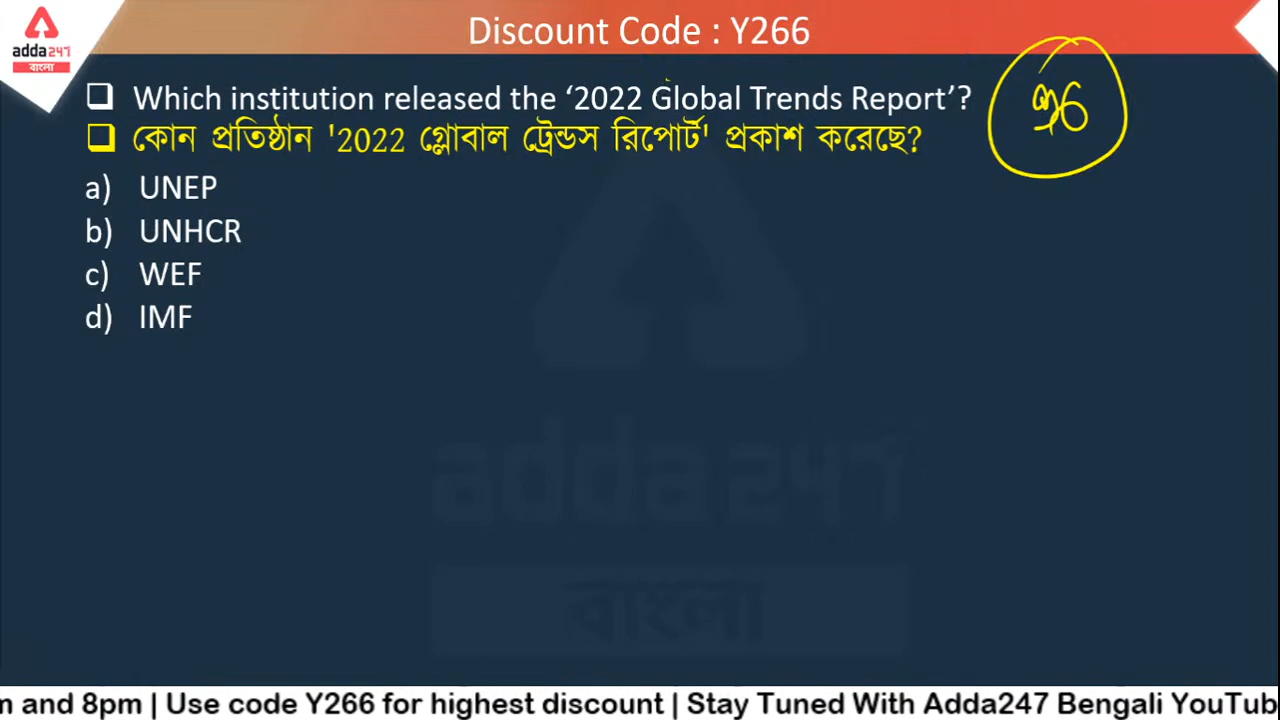 adda247
বাংলা
Discount Code : Y266
Which institution released the ‘2022 Global Trends Report’?
কোন প্রতিষ্ঠান '2022 গ্লোবাল ট্রেন্ডস রিপোর্ট' প্রকাশ করেছে?
a) UNEP
b) UNHCR
c) WEF
d) IMF
adda247
বাংলা
m and 8pm | Use code Y266 for highest discount | Stay Tuned With Adda247 Bengali YouTub